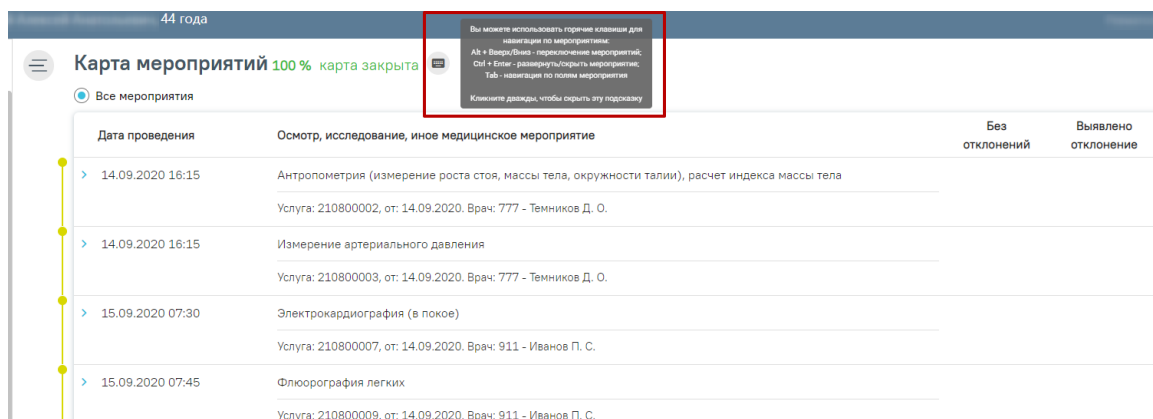 44 года
Вы можете использовать горячие клавиши для
навигации по мероприятиям:
Alt + Вверх/Вниз - переключение мероприятий;
Ctrl + Enter - развернуть/скрыть мероприятие;
Tab - навигация по полям мероприятия
Кликните дважды, чтобы скрыть эту подсказку
Карта мероприятий 100 % карта закрыта
Все мероприятия
Дата проведения Осмотр, исследование, иное медицинское мероприятие Без отклонений Выявлено отклонение
14.09.2020 16:15 Антропометрия (измерение роста стоя, массы тела, окружности талии), расчет индекса массы тела
Услуга: 210800002, от: 14.09.2020. Врач: 777 - Темников Д. О.
14.09.2020 16:15 Измерение артериального давления
Услуга: 210800003, от: 14.09.2020. Врач: 777 - Темников Д. О.
15.09.2020 07:30 Электрокардиография (в покое)
Услуга: 210800007, от: 14.09.2020. Врач: 911 - Иванов П. С.
15.09.2020 07:45 Флюорография легких
Услуга: 210800009, от: 14.09.2020. Врач: 911 - Иванов П. С.